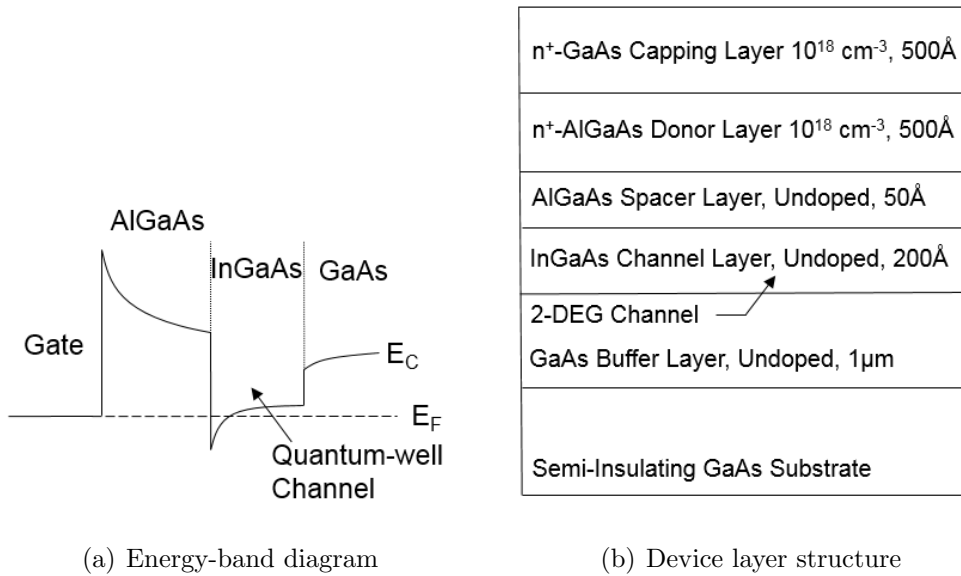 AlGaAs
InGaAs
GaAs
Gate
E_C
E_F
Quantum-well
Channel
(a) Energy-band diagram
n⁺-GaAs Capping Layer 10¹⁸ cm⁻³, 500Å
n⁺-AlGaAs Donor Layer 10¹⁸ cm⁻³, 500Å
AlGaAs Spacer Layer, Undoped, 50Å
InGaAs Channel Layer, Undoped, 200Å
2-DEG Channel
GaAs Buffer Layer, Undoped, 1µm
Semi-Insulating GaAs Substrate
(b) Device layer structure